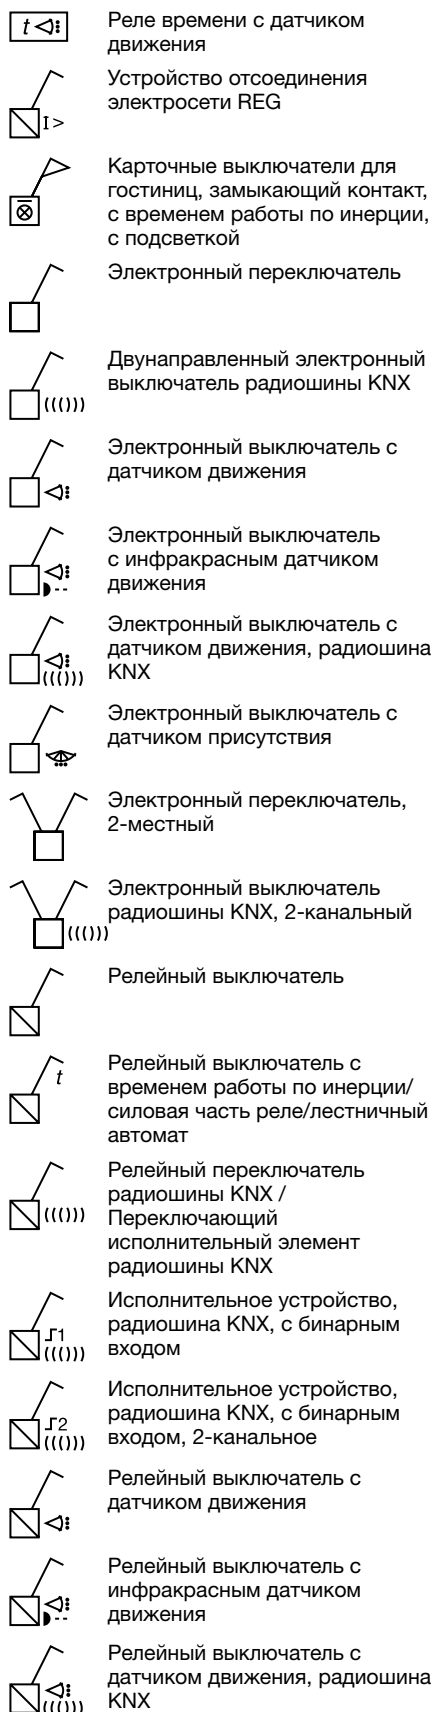 t Реле времени с датчиком
движения
Устройство отсоединения
I> электросети REG
Карточные выключатели для
гостиниц, замыкающий контакт,
с временем работы по инерции,
с подсветкой
Электронный переключатель
Двунаправленный электронный
выключатель радиошины KNX
Электронный выключатель с
датчиком движения
Электронный выключатель
с инфракрасным датчиком
движения
Электронный выключатель с
датчиком движения, радиошина
KNX
Электронный выключатель с
датчиком присутствия
Электронный переключатель,
2-местный
Электронный выключатель
радиошины KNX, 2-канальный
Релейный выключатель
Релейный выключатель с
t временем работы по инерции/
силовая часть реле/лестничный
автомат
Релейный переключатель
радиошины KNX /
Переключающий
исполнительный элемент
радиошины KNX
Исполнительное устройство,
радиошина KNX, с бинарным
1 входом
Исполнительное устройство,
радиошина KNX, с бинарным
2 входом, 2-канальное
Релейный выключатель с
датчиком движения
Релейный выключатель с
инфракрасным датчиком
движения
Релейный выключатель с
датчиком движения, радиошина
KNX